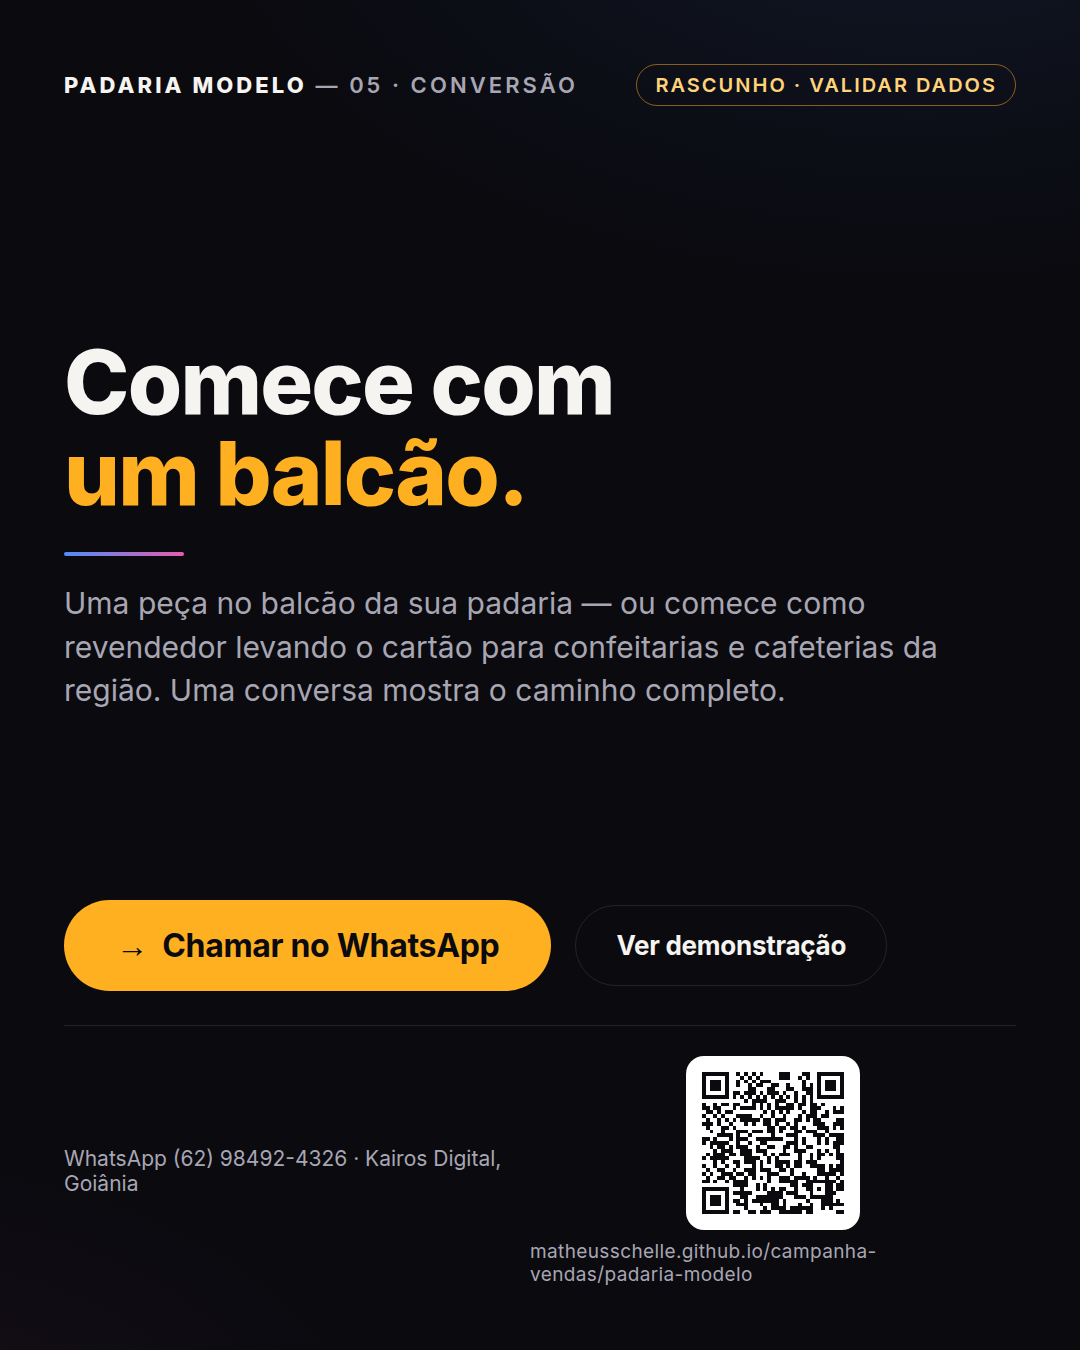 PADARIA MODELO — 05 · CONVERSÃO
RASCUNHO · VALIDAR DADOS
Comece com
um balcão.
Uma peça no balcão da sua padaria — ou comece como
revendedor levando o cartão para confeitarias e cafeterias da
região. Uma conversa mostra o caminho completo.
→ Chamar no WhatsApp
Ver demonstração
WhatsApp (62) 98492-4326 · Kairos Digital,
Goiânia
matheusschelle.github.io/campanha-
vendas/padaria-modelo